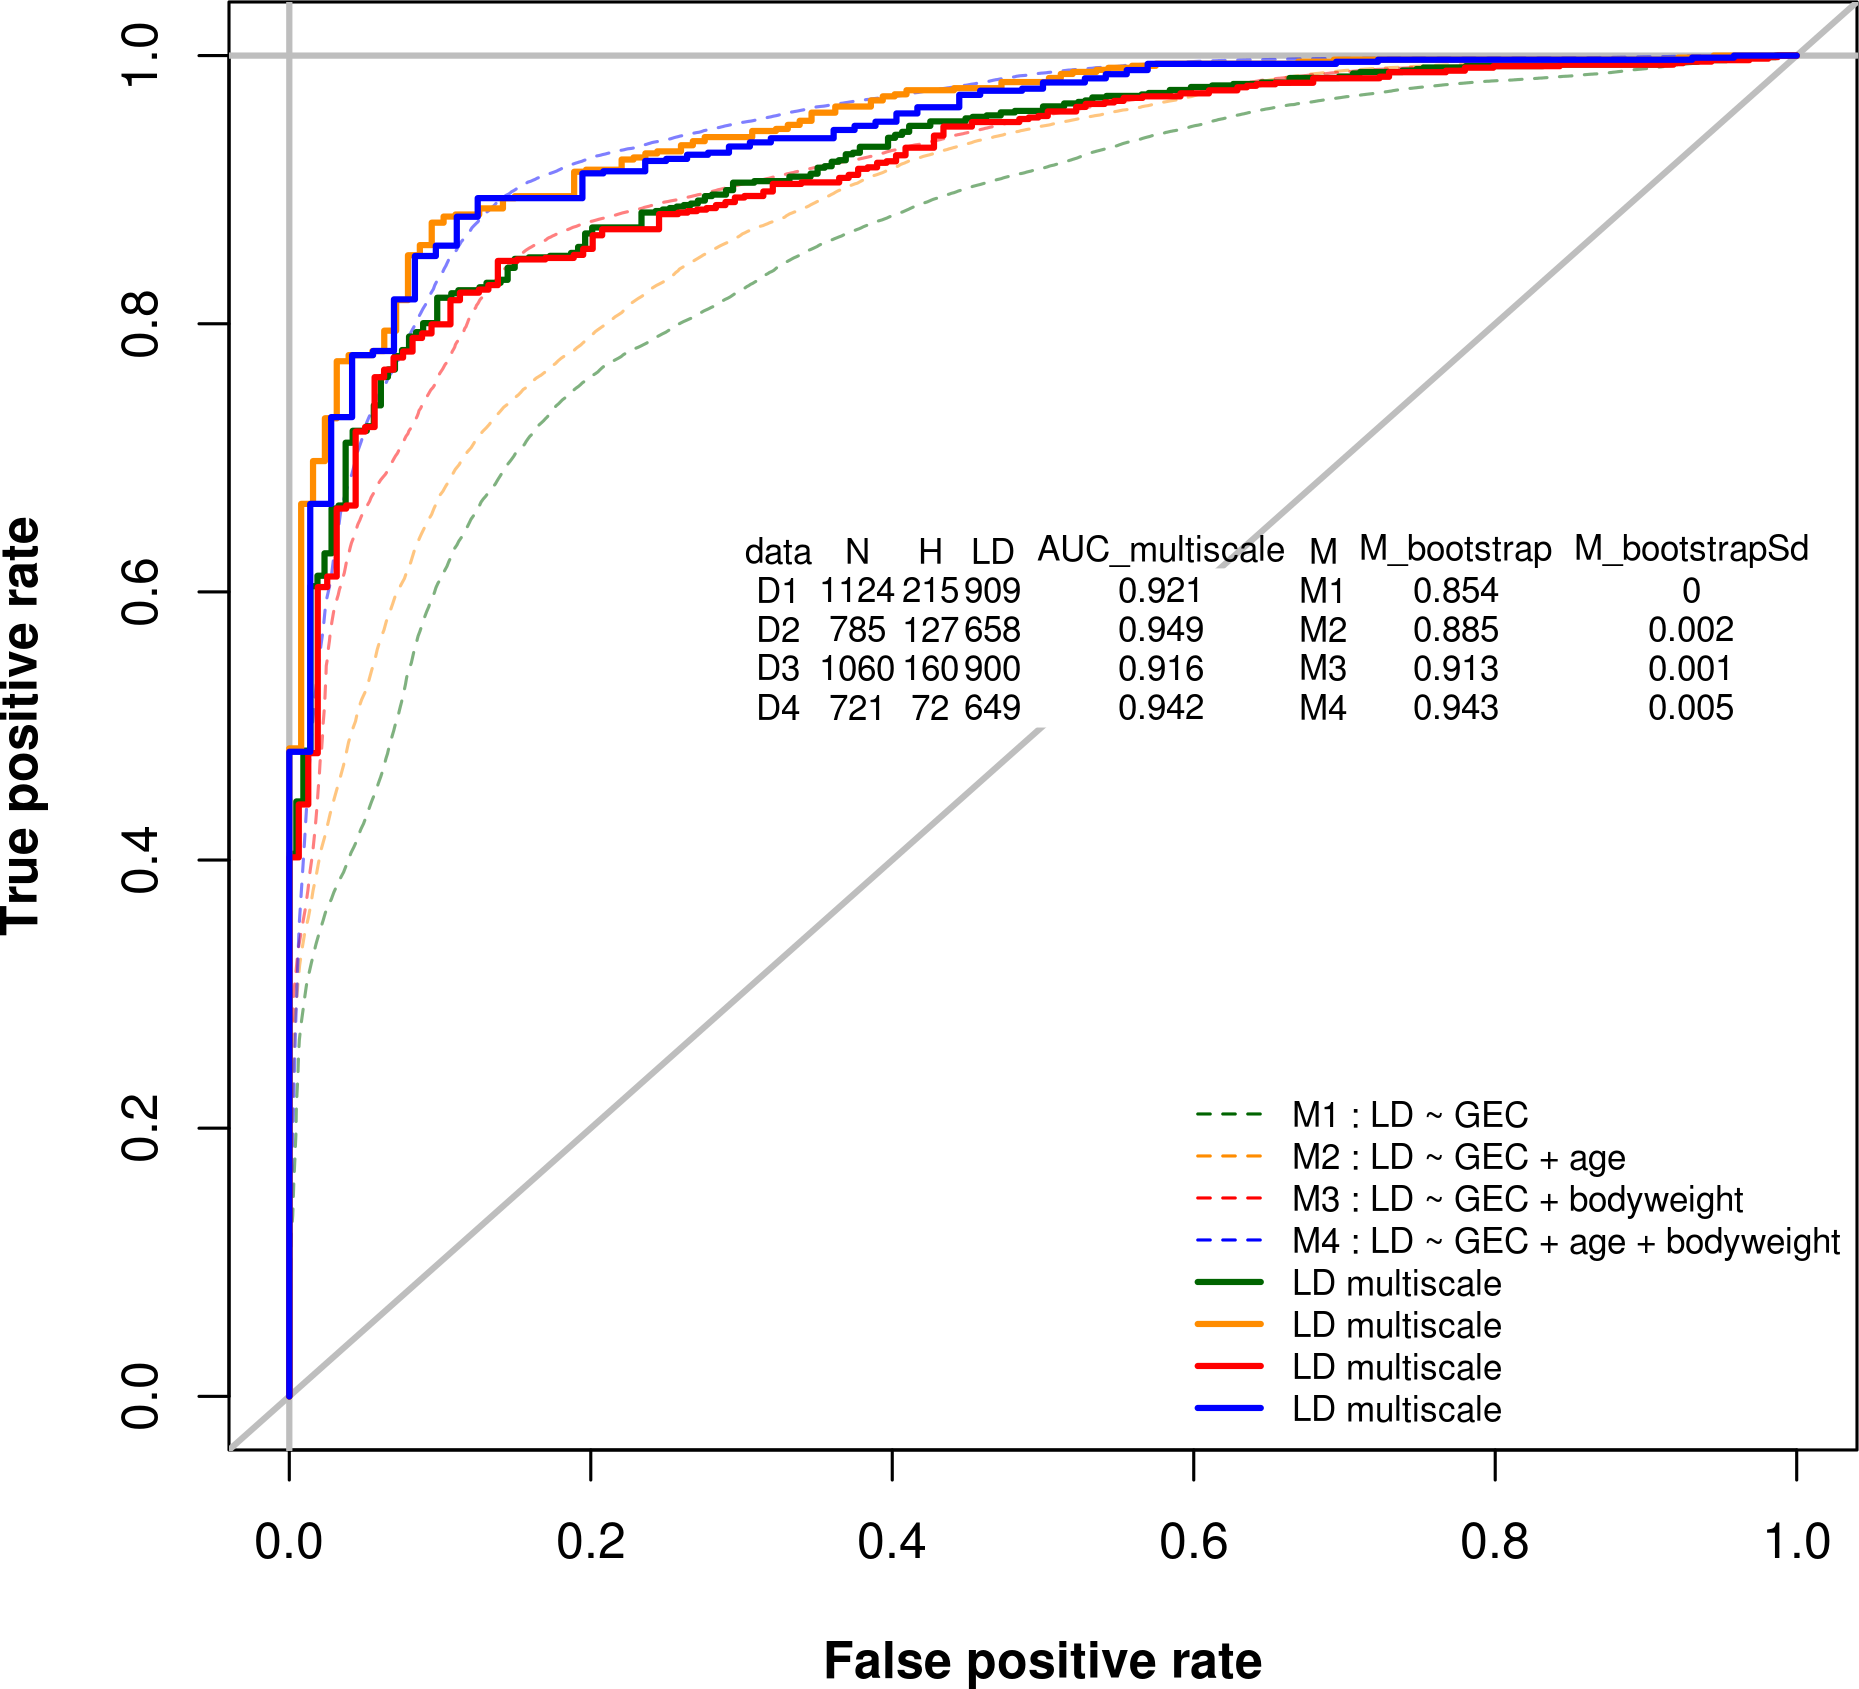 1.0
0.8
0.6
0.4
0.2
0.0
True positive rate
data N H LD AUC_multiscale M M_bootstrap M_bootstrapSd
D1 1124 215 909 0.921 M1 0.854 0
D2 785 127 658 0.949 M2 0.885 0.002
D3 1060 160 900 0.916 M3 0.913 0.001
D4 721 72 649 0.942 M4 0.943 0.005
M1 : LD ~ GEC
M2 : LD ~ GEC + age
M3 : LD ~ GEC + bodyweight
M4 : LD ~ GEC + age + bodyweight
LD multiscale
LD multiscale
LD multiscale
LD multiscale
0.0 0.2 0.4 0.6 0.8 1.0
False positive rate